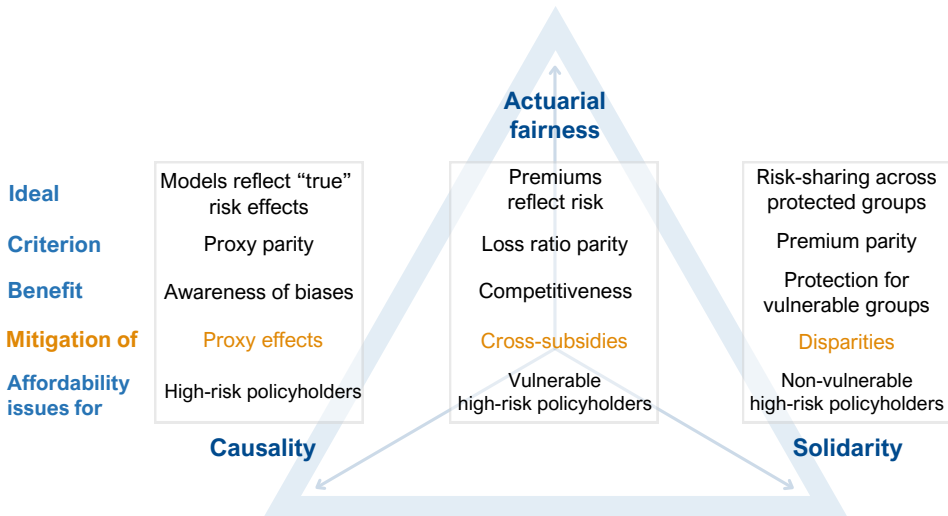 Actuarial
fairness
Ideal
Models reflect “true”
risk effects
Premiums
reflect risk
Risk-sharing across
protected groups
Criterion
Proxy parity
Loss ratio parity
Premium parity
Benefit
Awareness of biases
Competitiveness
Protection for
vulnerable groups
Mitigation of
Proxy effects
Cross-subsidies
Disparities
Affordability
issues for
High-risk policyholders
Vulnerable
high-risk policyholders
Non-vulnerable
high-risk policyholders
Causality
Solidarity